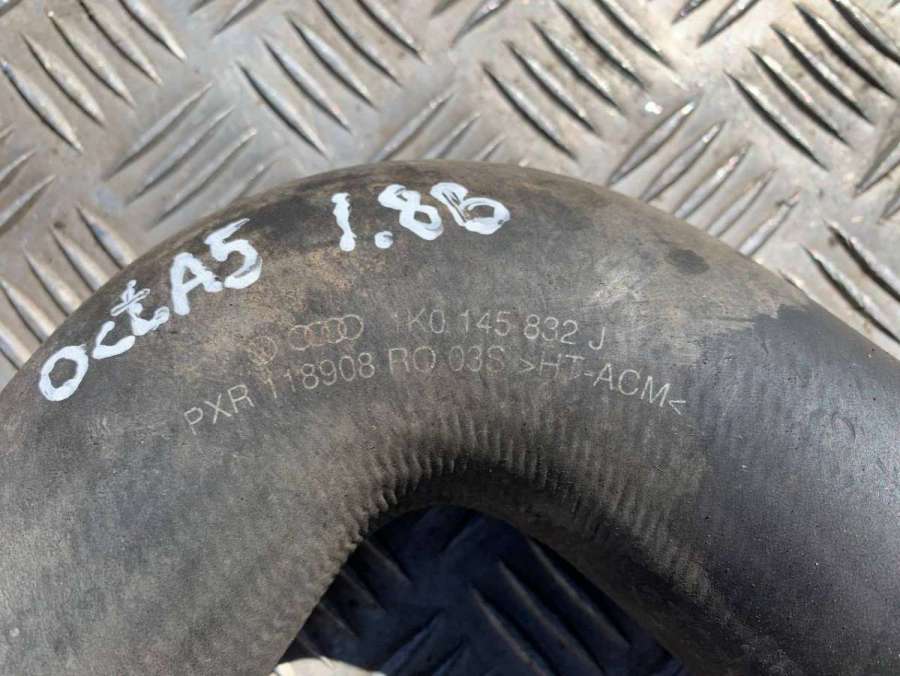 octA5 1.8B
1K0 145 832 J
PXR 118908 RO 03S >HT-ACM<